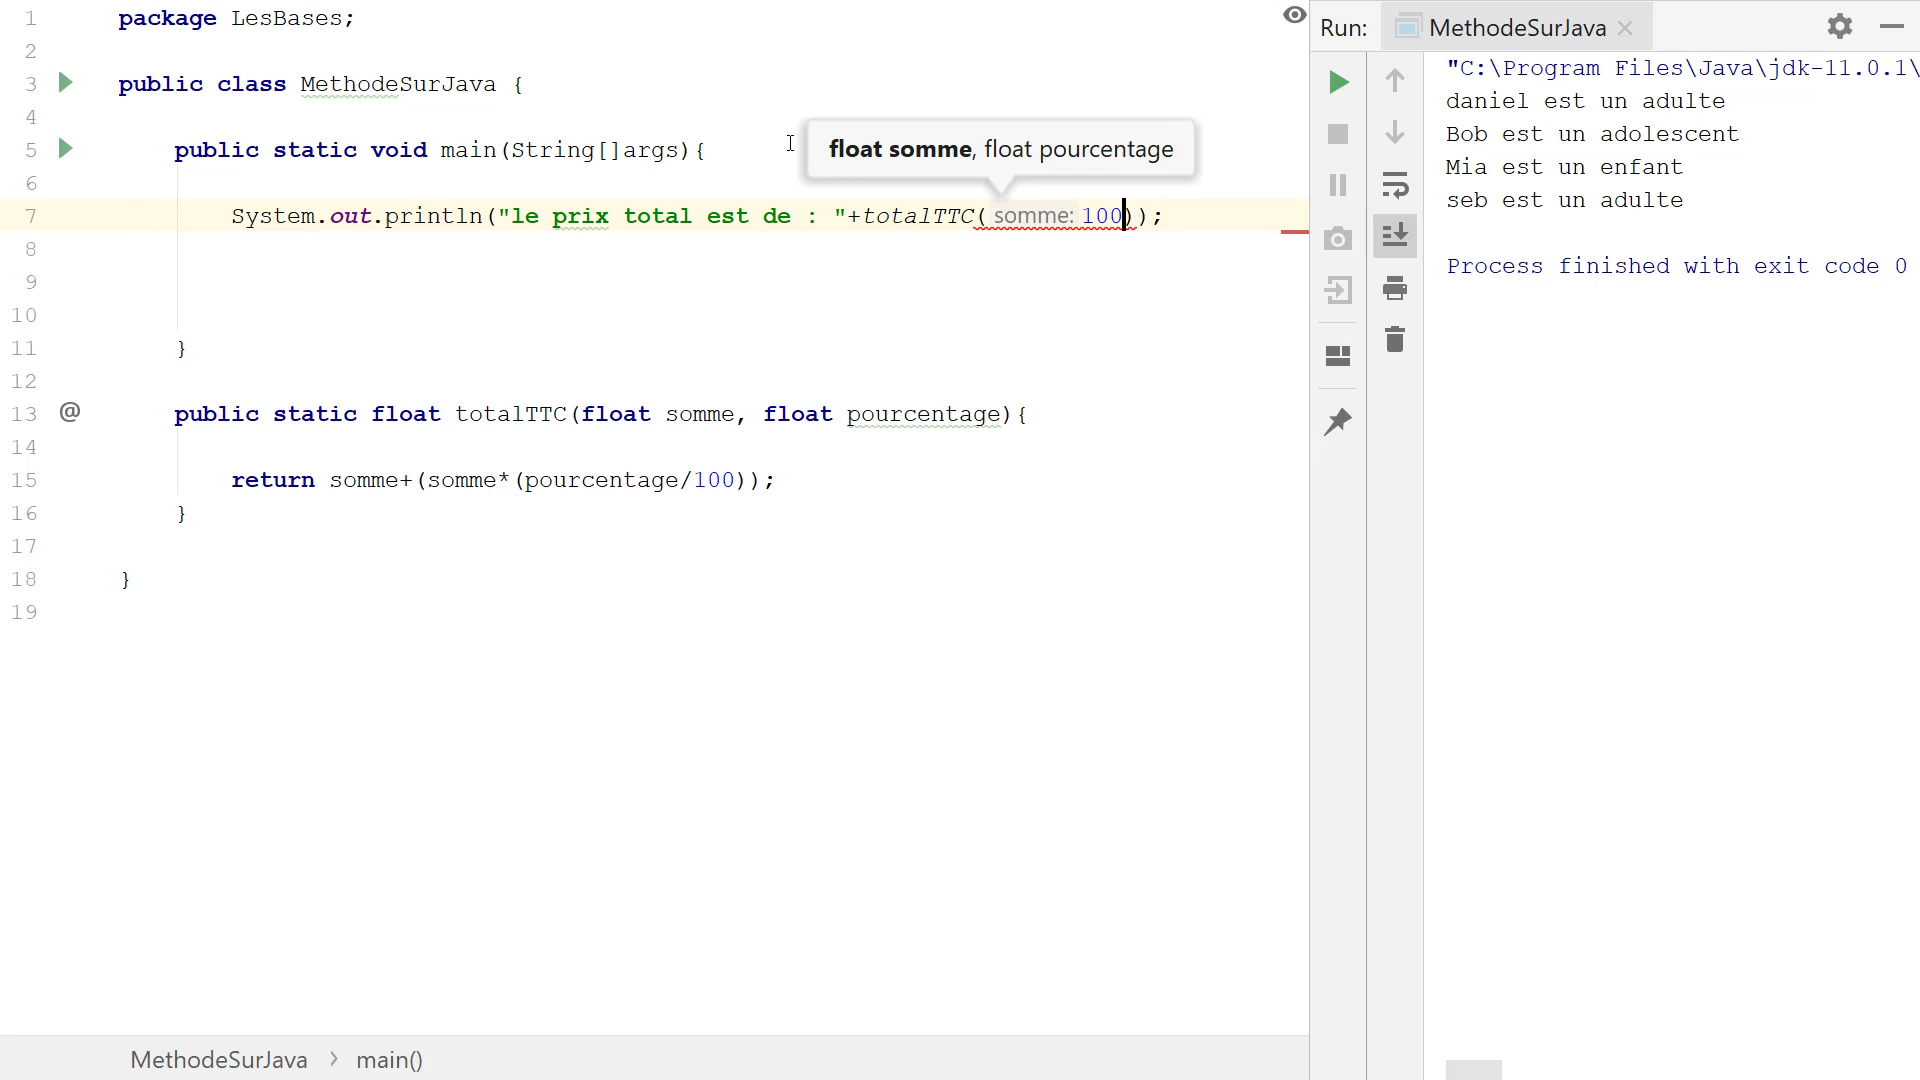 1 package LesBases;
2
3 public class MethodeSurJava {
4
5 public static void main(String[]args){
float somme, float pourcentage
6
7 System.out.println("le prix total est de : "+totalTTC( somme: 100));
8
9
10
11 }
12
13 @ public static float totalTTC(float somme, float pourcentage){
14
15 return somme+(somme*(pourcentage/100));
16 }
17
18 }
19
MethodeSurJava > main()
Run: MethodeSurJava
"C:\Program Files\Java\jdk-11.0.1\
daniel est un adulte
Bob est un adolescent
Mia est un enfant
seb est un adulte
Process finished with exit code 0